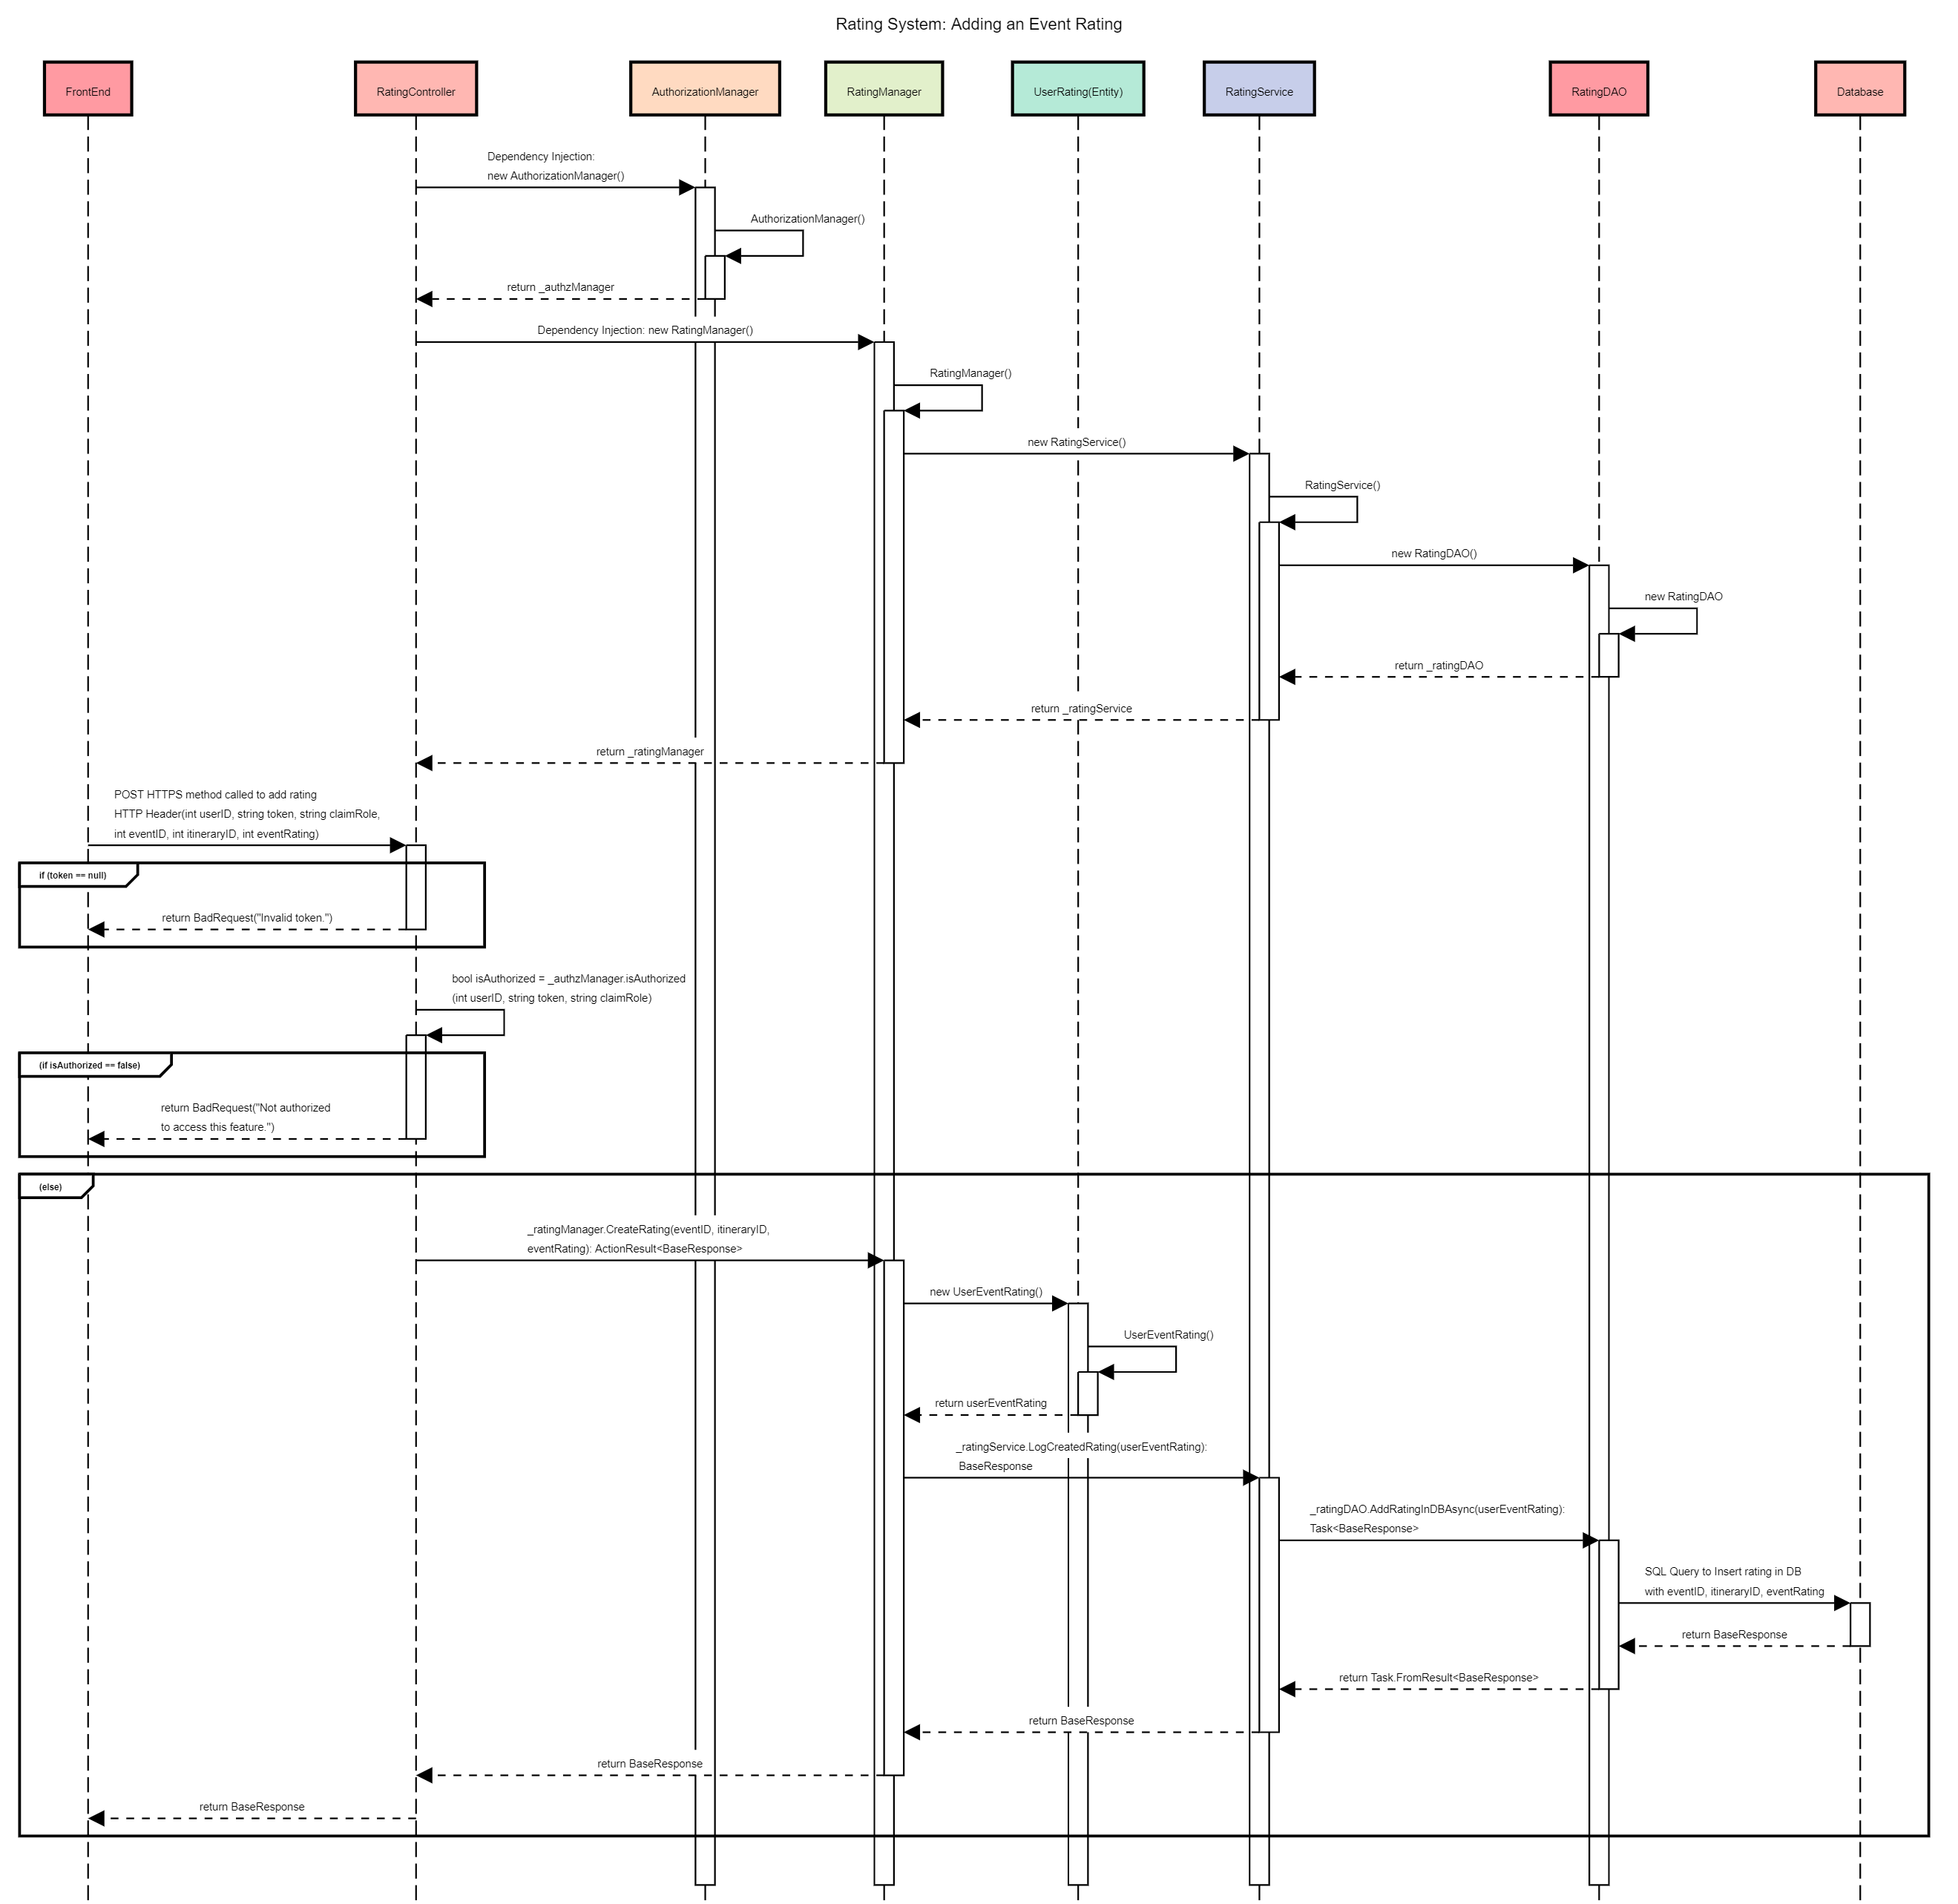 Rating System: Adding an Event Rating
FrontEnd
RatingController
AuthorizationManager
RatingManager
UserRating(Entity)
RatingService
RatingDAO
Database
Dependency Injection:
new AuthorizationManager()
AuthorizationManager()
return _authzManager
Dependency Injection: new RatingManager()
RatingManager()
new RatingService()
RatingService()
new RatingDAO()
new RatingDAO
return _ratingDAO
return _ratingService
return _ratingManager
POST HTTPS method called to add rating
HTTP Header(int userID, string token, string claimRole,
int eventID, int itineraryID, int eventRating)
if (token == null)
return BadRequest("Invalid token.")
bool isAuthorized = _authzManager.isAuthorized
(int userID, string token, string claimRole)
(if isAuthorized == false)
return BadRequest("Not authorized
to access this feature.")
(else)
_ratingManager.CreateRating(eventID, itineraryID,
eventRating): ActionResult<BaseResponse>
new UserEventRating()
UserEventRating()
return userEventRating
_ratingService.LogCreatedRating(userEventRating):
BaseResponse
_ratingDAO.AddRatingInDBAsync(userEventRating):
Task<BaseResponse>
SQL Query to Insert rating in DB
with eventID, itineraryID, eventRating
return BaseResponse
return Task.FromResult<BaseResponse>
return BaseResponse
return BaseResponse
return BaseResponse